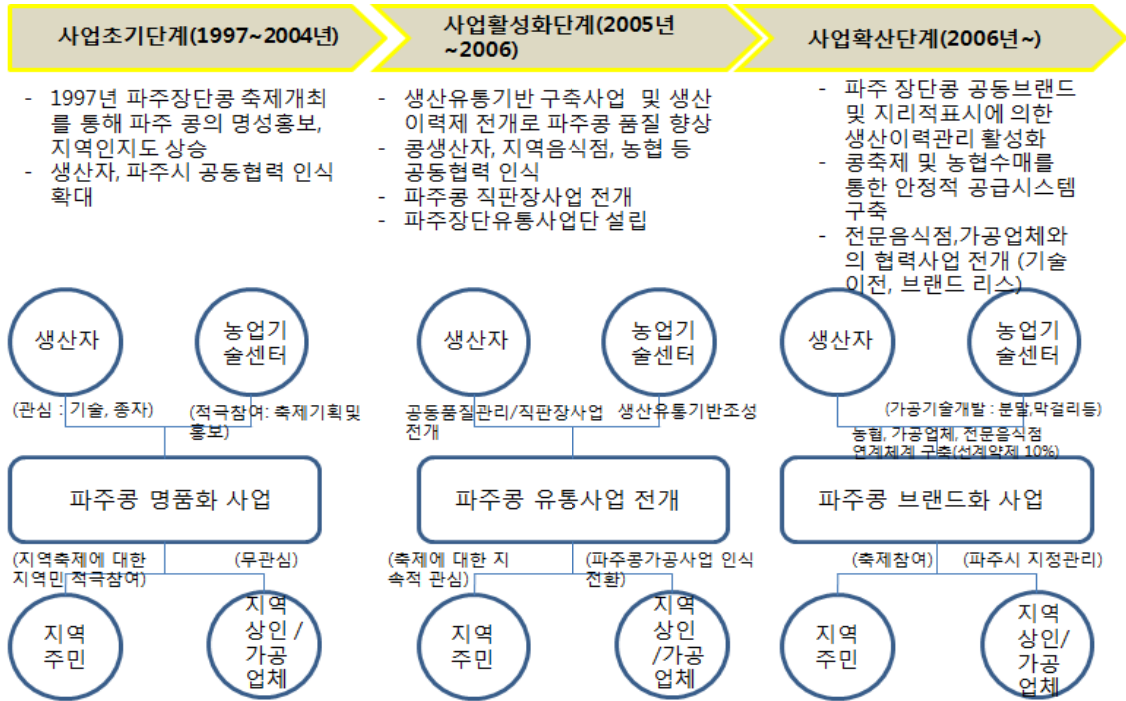 사업초기단계(1997~2004년)
사업활성화단계(2005년
~2006)
사업확산단계(2006년~)
- 1997년 파주장단콩 축제개최
를 통해 파주 콩의 명성홍보,
지역인지도 상승
- 생산자, 파주시 공동협력 인식
확대
- 생산유통기반 구축사업 및 생산
이력제 전개로 파주콩 품질 향상
- 콩생산자, 지역음식점, 농협 등
공동협력 인식
- 파주콩 직판장사업 전개
- 파주장단유통사업단 설립
- 파주 장단콩 공동브랜드
및 지리적표시에 의한
생산이력관리 활성화
- 콩축제 및 농협수매를
통한 안정적 공급시스템
구축
- 전문음식점,가공업체와
의 협력사업 전개 (기술
이전, 브랜드 리스)
생산자
농업기
술센터
(관심 : 기술, 종자)
(적극참여: 축제기획및
홍보)
파주콩 명품화 사업
(지역축제에 대한
지역민 적극참여)
(무관심)
지역
주민
지역
상인 /
가공
업체
생산자
농업기
술센터
공동품질관리/직판장사업
전개
생산유통기반조성
파주콩 유통사업 전개
(축제에 대한 지
속적 관심)
(파주콩가공사업 인식
전환)
지역
주민
지역
상인
/가공
업체
생산자
농업기
술센터
(가공기술개발 : 분말,막걸리등)
농협, 가공업체, 전문음식점
연계체계 구축(선계약제 10%)
파주콩 브랜드화 사업
(축제참여)
(파주시 지정관리)
지역
주민
지역
상인/
가공
업체